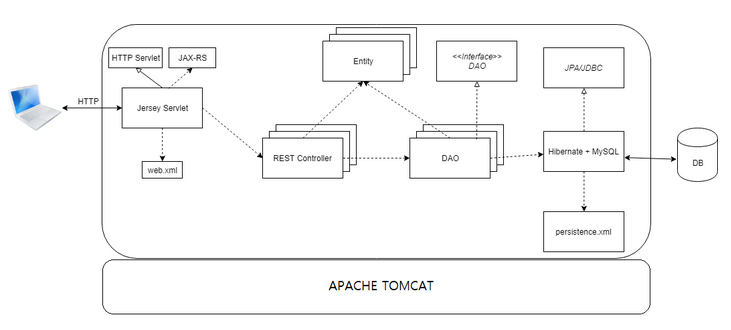 HTTP Servlet
JAX-RS
Entity
<<Interface>>
DAO
JPA/JDBC
HTTP
Jersey Servlet
REST Controller
DAO
Hibernate + MySQL
DB
web.xml
persistence.xml
APACHE TOMCAT